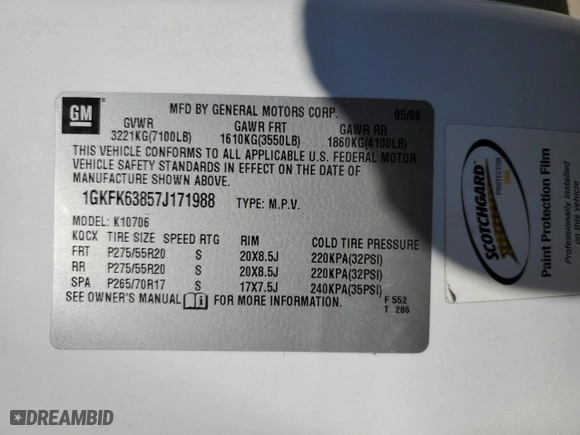 GM
MFD BY GENERAL MOTORS CORP. 05/06
GVWR GAWR FRT GAWR RR
3221KG(7100LB) 1610KG(3550LB) 1860KG(4100LB)
THIS VEHICLE CONFORMS TO ALL APPLICABLE U.S. FEDERAL MOTOR
VEHICLE SAFETY STANDARDS IN EFFECT ON THE DATE OF
MANUFACTURE SHOWN ABOVE.
1GKFK63857J171988 TYPE: M.P.V.
MODEL: K10706
KQCX TIRE SIZE SPEED RTG RIM COLD TIRE PRESSURE
FRT P275/55R20 S 20X8.5J 220KPA(32PSI)
RR P275/55R20 S 20X8.5J 220KPA(32PSI)
SPA P265/70R17 S 17X7.5J 240KPA(35PSI)
SEE OWNER'S MANUAL FOR MORE INFORMATION.
F 552
T 286
SCOTCHGARD
PROTECTOR
3M
Paint Protection Film
professionally installed
on this vehicle
DREAMBID